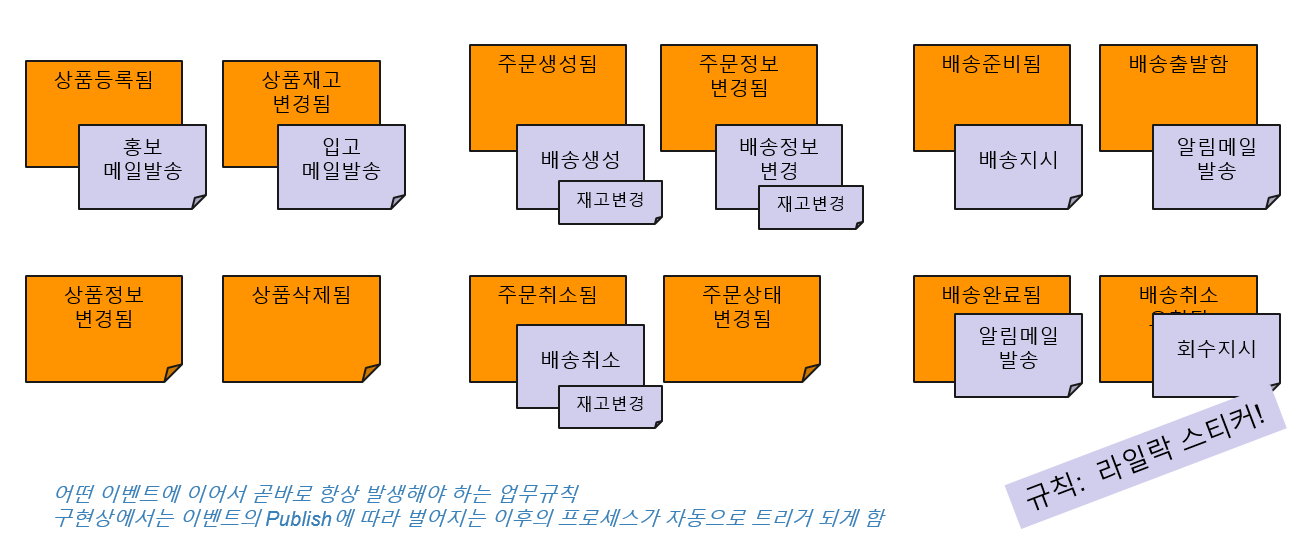 상품등록됨
홍보
메일발송
상품재고
변경됨
입고
메일발송
주문생성됨
배송생성
재고변경
주문정보
변경됨
배송정보
변경
재고변경
배송준비됨
배송지시
배송출발함
알림메일
발송
상품정보
변경됨
상품삭제됨
주문취소됨
배송취소
재고변경
주문상태
변경됨
배송완료됨
알림메일
발송
배송취소
회수지시
규칙: 라일락 스티커!
어떤 이벤트에 이어서 곧바로 항상 발생해야 하는 업무규칙
구현상에서는 이벤트의 Publish에 따라 벌어지는 이후의 프로세스가 자동으로 트리거 되게 함